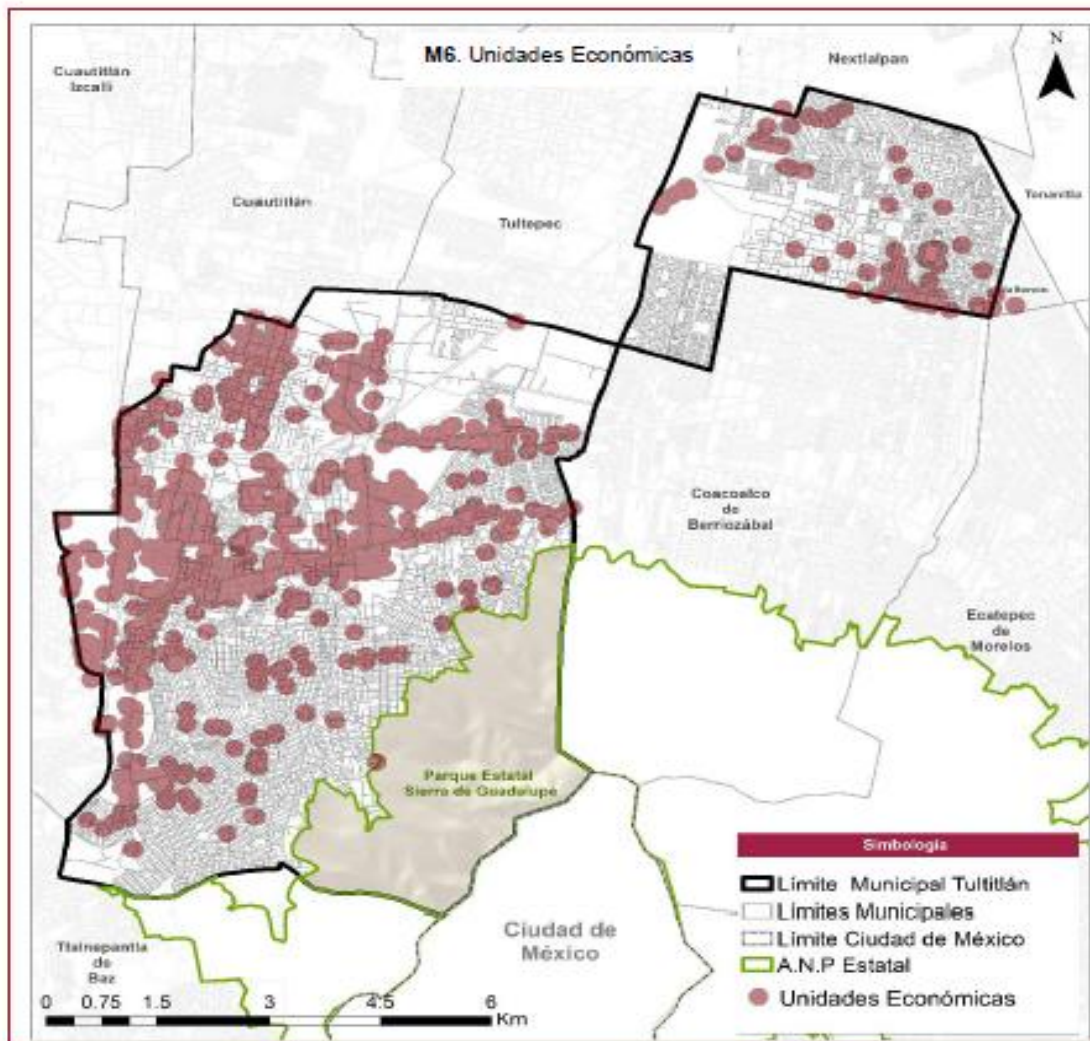 M6. Unidades Económicas
N
Nextlalpan
Cuautitlán
Izcalli
Cuautitlán
Tultepec
Tonanitla
Coacoalco
de
Berriozábal
Ecatepec
de
Morelos
Parque Estatal
Sierra de Guadalupe
Ciudad de
México
Tlalnepantla
de
Baz
0 0.75 1.5 3 4.5 6
Km
Simbología
Límite Municipal Tultitlán
Límites Municipales
Límite Ciudad de México
A.N.P Estatal
Unidades Económicas